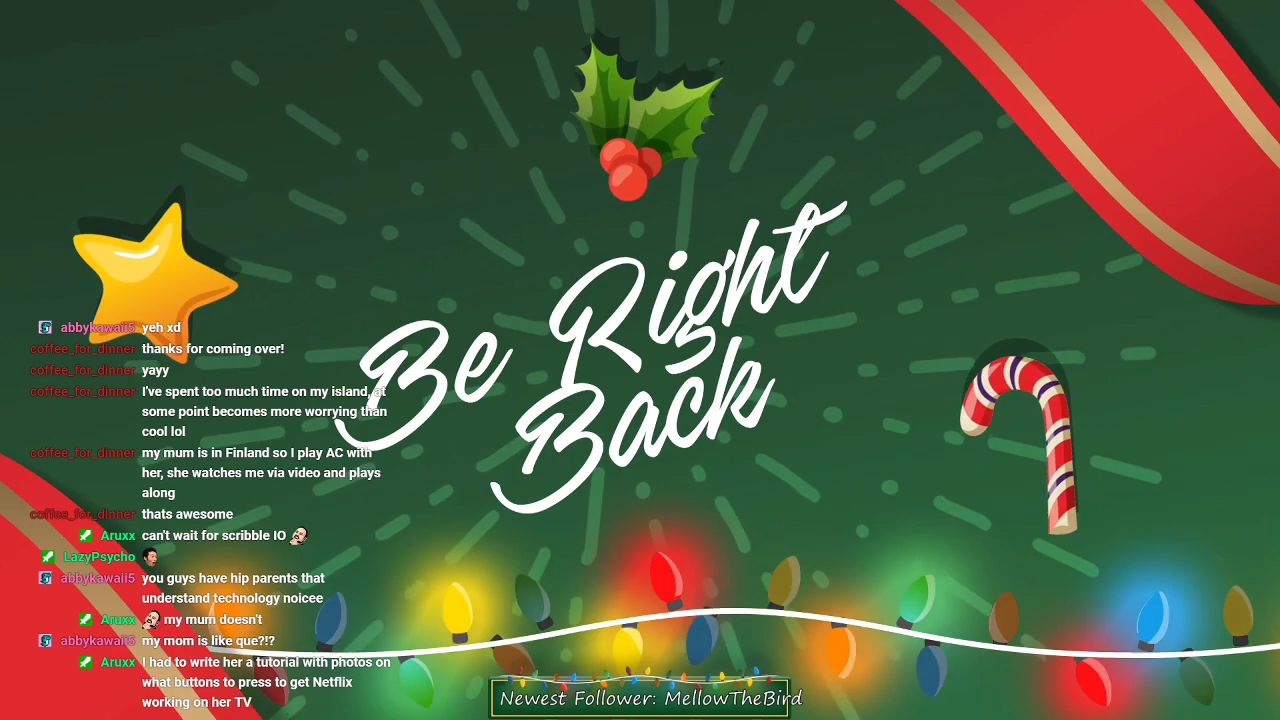 Be Right
Back
abbykawaii5 yeh xd
coffee_for_dinner thanks for coming over!
coffee_for_dinner yayy
coffee_for_dinner I've spent too much time on my island, at
some point becomes more worrying than
cool lol
coffee_for_dinner my mum is in Finland so I play AC with
her, she watches me via video and plays
along
coffee_for_dinner thats awesome
Aruxx can't wait for scribble IO
LazyPsycho
abbykawaii5 you guys have hip parents that
understand technology noicee
Aruxx my mum doesn't
abbykawaii5 my mom is like que?!?
Aruxx I had to write her a tutorial with photos on
what buttons to press to get Netflix
working on her TV
Newest Follower: MellowTheBird